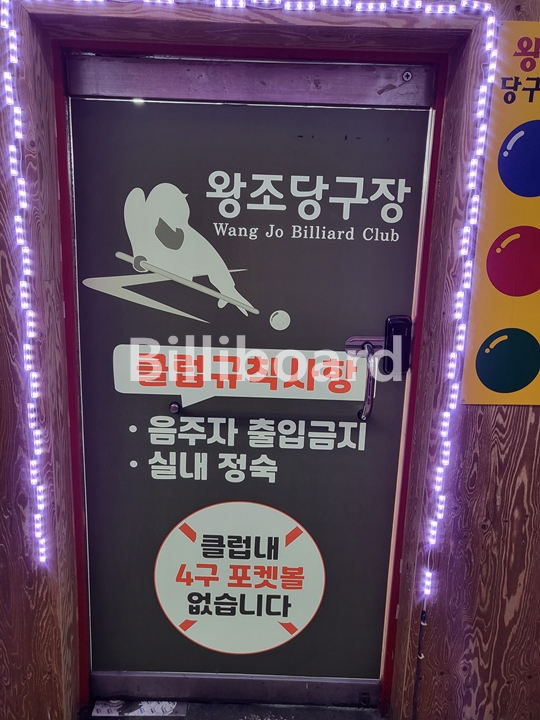 왕조당구장
Wang Jo Billiard Club
왕
당구
Billiboard
클럽규칙사항
· 음주자 출입금지
· 실내 정숙
클럽내
4구 포켓볼
없습니다